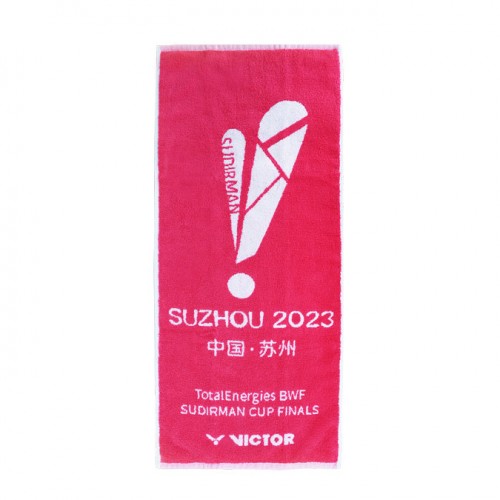 SUDIRMAN
SUZHOU 2023
中国·苏州
TotalEnergies BWF
SUDIRMAN CUP FINALS
VICTOR